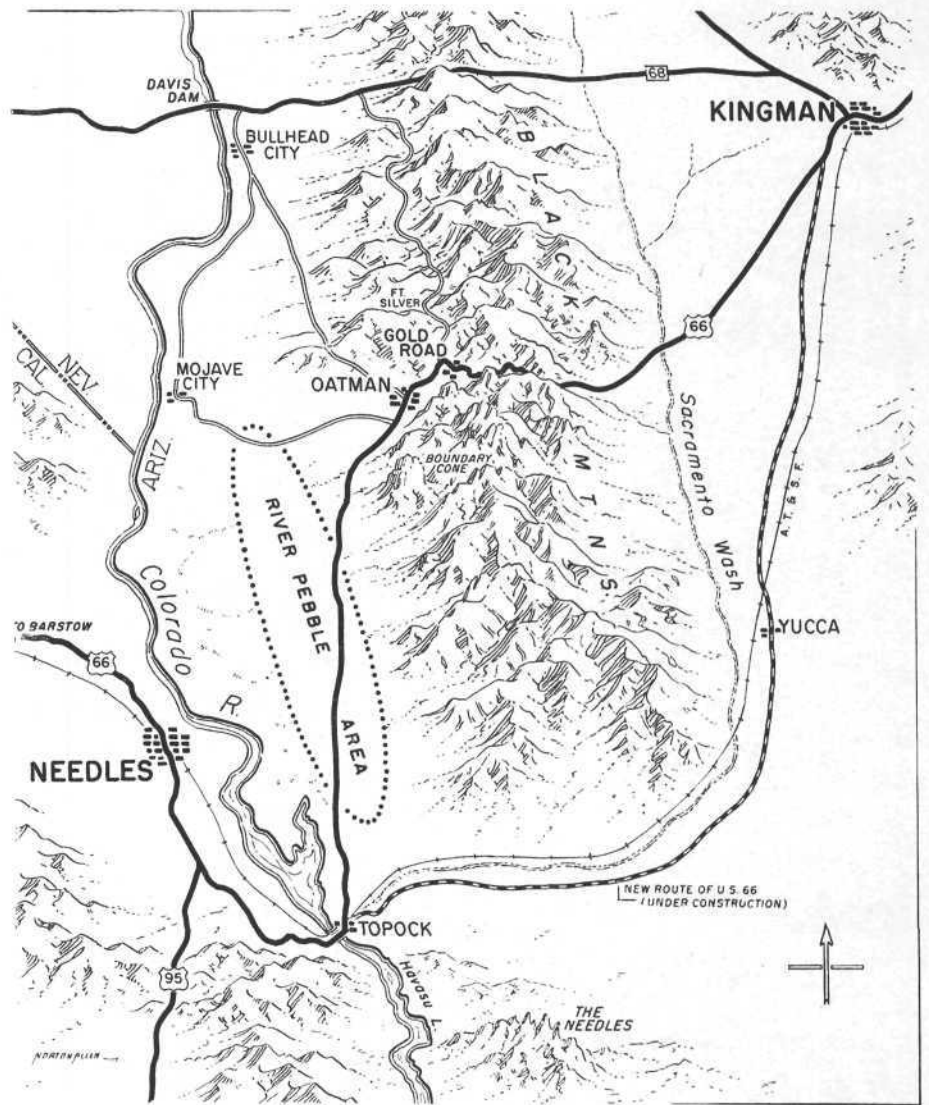 DAVIS
DAM
68
KINGMAN
BULLHEAD
CITY
BLACK
MTNS
FT.
SILVER
GOLD
ROAD
66
NEV
CAL
MOJAVE
CITY
OATMAN
ARIZ
Sacramento
Wash
BOUNDARY
CONE
A.T. & S.F.
RIVER PEBBLE
AREA
Colorado
R.
TO BARSTOW
66
YUCCA
NEEDLES
NEW ROUTE OF U.S. 66
(UNDER CONSTRUCTION)
TOPOCK
95
Havasu L.
THE
NEEDLES
NORTON ALLEN